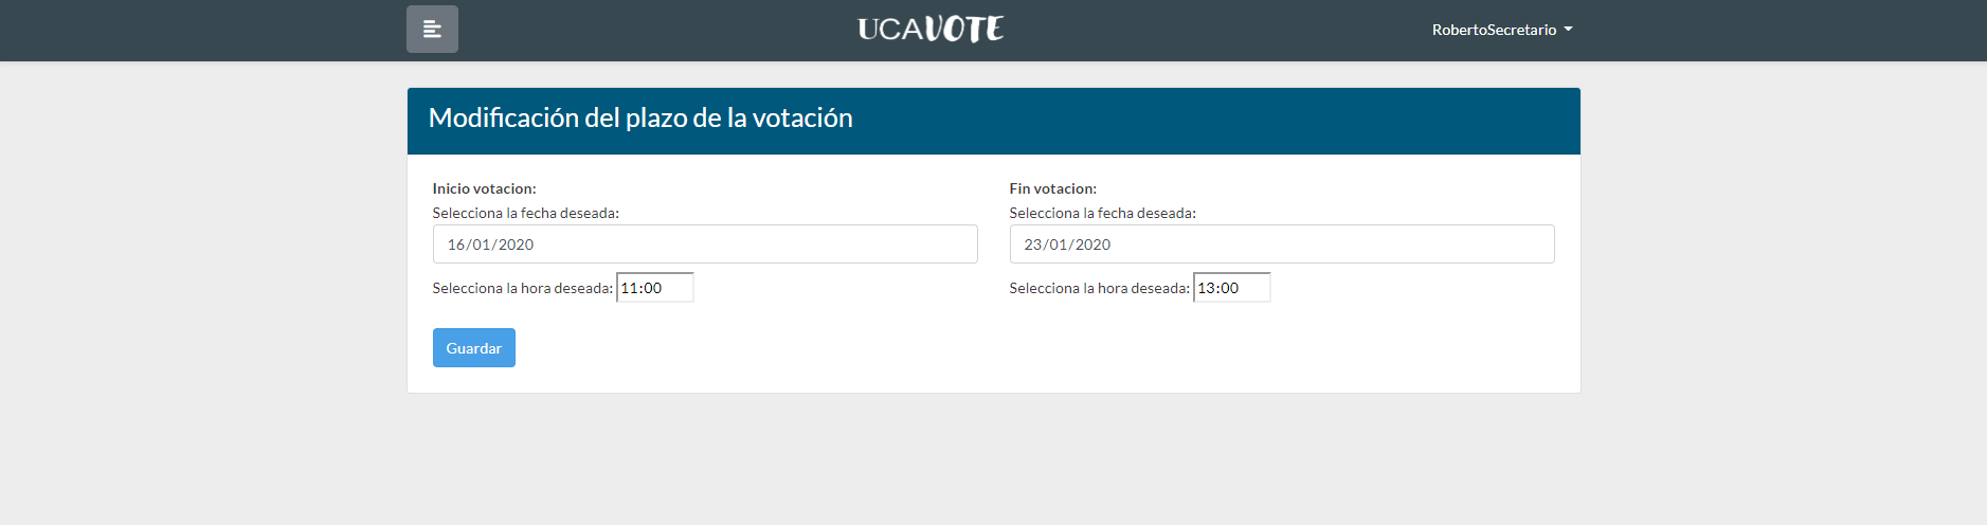 UCAVOTE
RobertoSecretario
Modificación del plazo de la votación
Inicio votacion:
Selecciona la fecha deseada:
16/01/2020
Selecciona la hora deseada: 11:00
Fin votacion:
Selecciona la fecha deseada:
23/01/2020
Selecciona la hora deseada: 13:00
Guardar